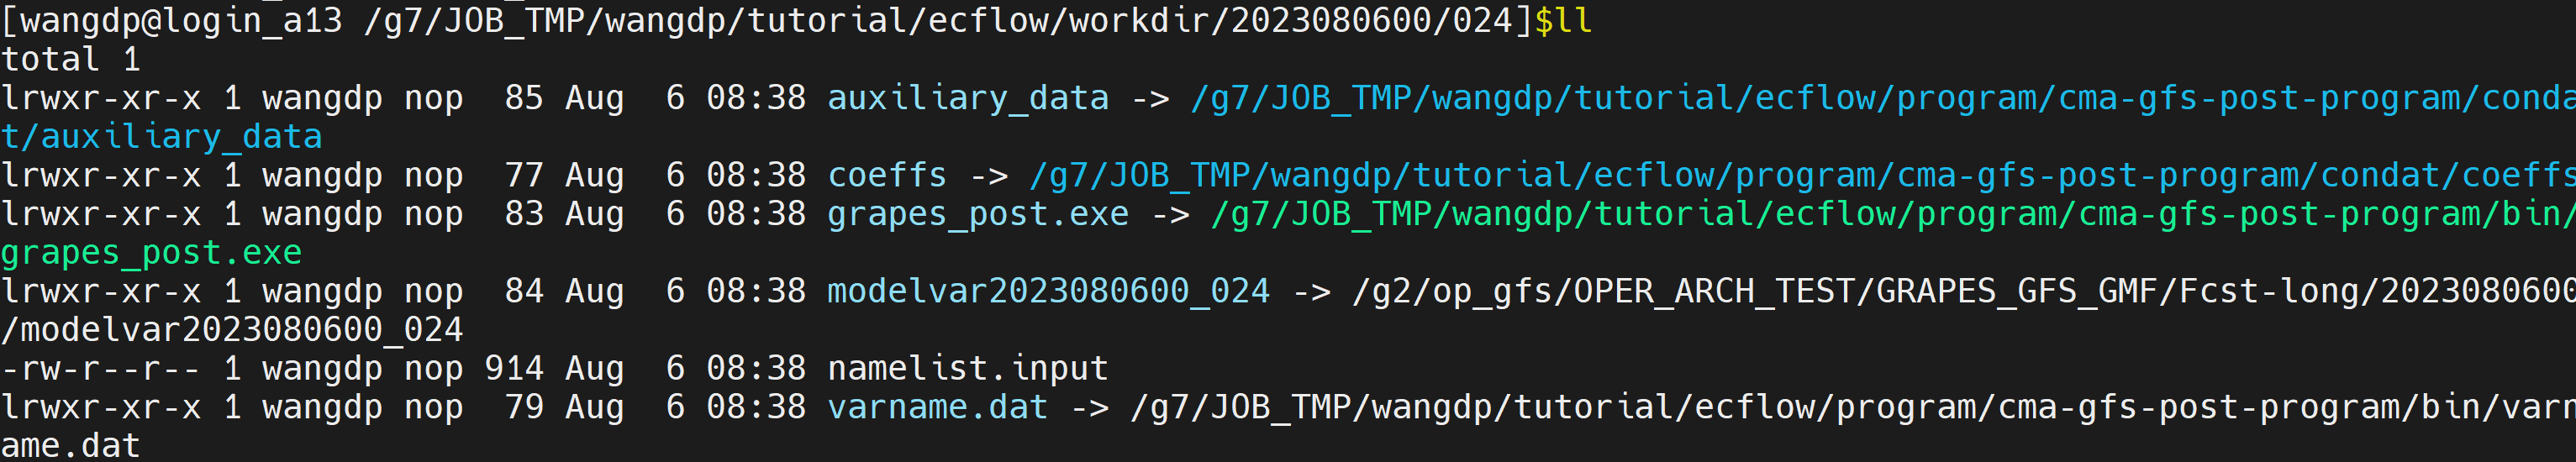 [wangdp@login_a13 /g7/JOB_TMP/wangdp/tutorial/ecflow/workdir/2023080600/024]$ll
total 1
lrwxr-xr-x 1 wangdp nop  85 Aug  6 08:38 auxiliary_data -> /g7/JOB_TMP/wangdp/tutorial/ecflow/program/cma-gfs-post-program/conda
t/auxiliary_data
lrwxr-xr-x 1 wangdp nop  77 Aug  6 08:38 coeffs -> /g7/JOB_TMP/wangdp/tutorial/ecflow/program/cma-gfs-post-program/condat/coeffs
lrwxr-xr-x 1 wangdp nop  83 Aug  6 08:38 grapes_post.exe -> /g7/JOB_TMP/wangdp/tutorial/ecflow/program/cma-gfs-post-program/bin/
grapes_post.exe
lrwxr-xr-x 1 wangdp nop  84 Aug  6 08:38 modelvar2023080600_024 -> /g2/op_gfs/OPER_ARCH_TEST/GRAPES_GFS_GMF/Fcst-long/2023080600
/modelvar2023080600_024
-rw-r--r-- 1 wangdp nop 914 Aug  6 08:38 namelist.input
lrwxr-xr-x 1 wangdp nop  79 Aug  6 08:38 varname.dat -> /g7/JOB_TMP/wangdp/tutorial/ecflow/program/cma-gfs-post-program/bin/varn
ame.dat